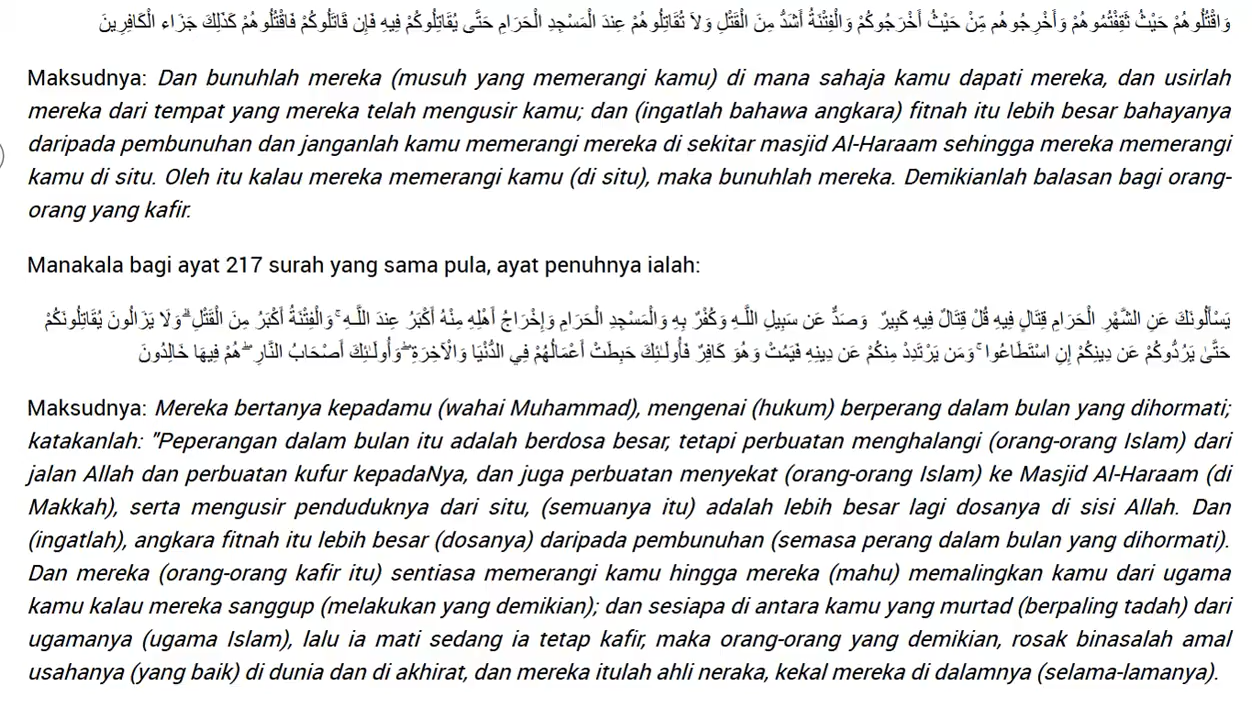 وَاقْتُلُوهُمْ حَيْثُ ثَقِفْتُمُوهُمْ وَأَخْرِجُوهُم مِّنْ حَيْثُ أَخْرَجُوكُمْ وَالْفِتْنَةُ أَشَدُّ مِنَ الْقَتْلِ وَلاَ تُقَاتِلُوهُمْ عِندَ الْمَسْجِدِ الْحَرَامِ حَتَّى يُقَاتِلُوكُمْ فِيهِ فَإِن قَاتَلُوكُمْ فَاقْتُلُوهُمْ كَذَلِكَ جَزَاء الْكَافِرِينَ
Maksudnya: Dan bunuhlah mereka (musuh yang memerangi kamu) di mana sahaja kamu dapati mereka, dan usirlah
mereka dari tempat yang mereka telah mengusir kamu; dan (ingatlah bahawa angkara) fitnah itu lebih besar bahayanya
daripada pembunuhan dan janganlah kamu memerangi mereka di sekitar masjid Al-Haraam sehingga mereka memerangi
kamu di situ. Oleh itu kalau mereka memerangi kamu (di situ), maka bunuhlah mereka. Demikianlah balasan bagi orang-
orang yang kafir.
Manakala bagi ayat 217 surah yang sama pula, ayat penuhnya ialah:
يَسْأَلُونَكَ عَنِ الشَّهْرِ الْحَرَامِ قِتَالٍ فِيهِ قُلْ قِتَالٌ فِيهِ كَبِيرٌ وَصَدٌّ عَن سَبِيلِ اللَّـهِ وَكُفْرٌ بِهِ وَالْمَسْجِدِ الْحَرَامِ وَإِخْرَاجُ أَهْلِهِ مِنْهُ أَكْبَرُ عِندَ اللَّـهِ ۚ وَالْفِتْنَةُ أَكْبَرُ مِنَ الْقَتْلِ ۗ وَلَا يَزَالُونَ يُقَاتِلُونَكُمْ
حَتَّىٰ يَرُدُّوكُمْ عَن دِينِكُمْ إِنِ اسْتَطَاعُوا ۚ وَمَن يَرْتَدِدْ مِنكُمْ عَن دِينِهِ فَيَمُتْ وَهُوَ كَافِرٌ فَأُولَـٰئِكَ حَبِطَتْ أَعْمَالُهُمْ فِي الدُّنْيَا وَالْآخِرَةِ ۖ وَأُولَـٰئِكَ أَصْحَابُ النَّارِ ۖ هُمْ فِيهَا خَالِدُونَ
Maksudnya: Mereka bertanya kepadamu (wahai Muhammad), mengenai (hukum) berperang dalam bulan yang dihormati;
katakanlah: "Peperangan dalam bulan itu adalah berdosa besar, tetapi perbuatan menghalangi (orang-orang Islam) dari
jalan Allah dan perbuatan kufur kepadaNya, dan juga perbuatan menyekat (orang-orang Islam) ke Masjid Al-Haraam (di
Makkah), serta mengusir penduduknya dari situ, (semuanya itu) adalah lebih besar lagi dosanya di sisi Allah. Dan
(ingatlah), angkara fitnah itu lebih besar (dosanya) daripada pembunuhan (semasa perang dalam bulan yang dihormati).
Dan mereka (orang-orang kafir itu) sentiasa memerangi kamu hingga mereka (mahu) memalingkan kamu dari ugama
kamu kalau mereka sanggup (melakukan yang demikian); dan sesiapa di antara kamu yang murtad (berpaling tadah) dari
ugamanya (ugama Islam), lalu ia mati sedang ia tetap kafir, maka orang-orang yang demikian, rosak binasalah amal
usahanya (yang baik) di dunia dan di akhirat, dan mereka itulah ahli neraka, kekal mereka di dalamnya (selama-lamanya).